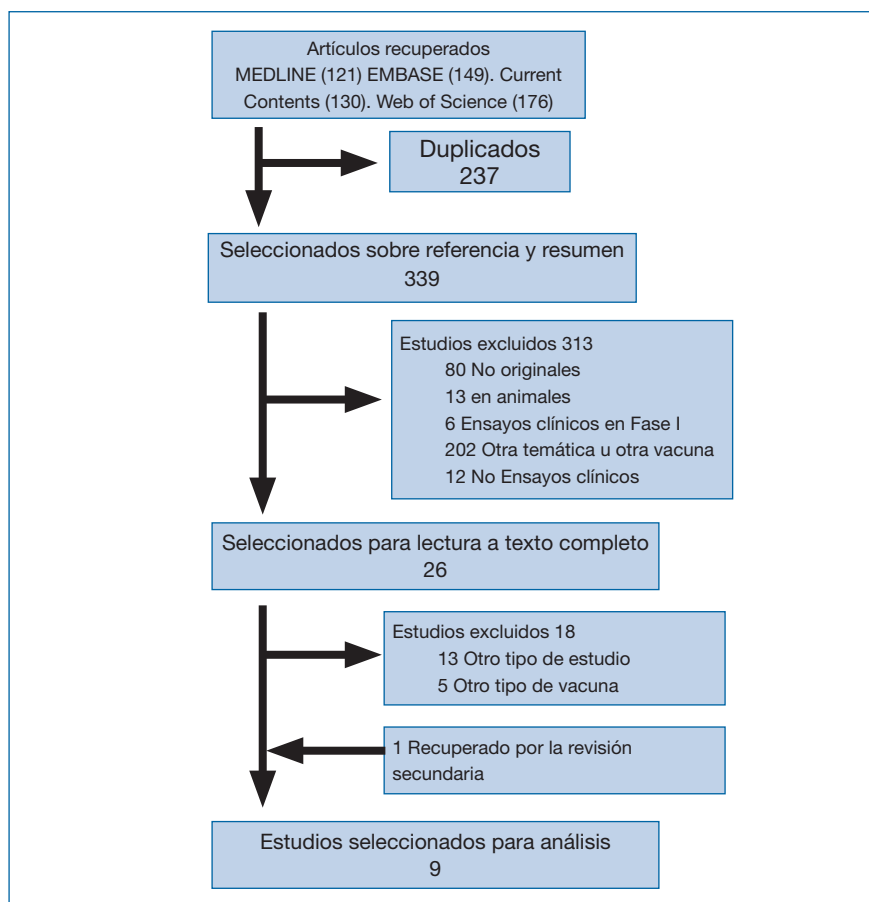 Artículos recuperados
MEDLINE (121) EMBASE (149). Current
Contents (130). Web of Science (176)
Duplicados
237
Seleccionados sobre referencia y resumen
339
Estudios excluidos 313
80 No originales
13 en animales
6 Ensayos clínicos en Fase I
202 Otra temática u otra vacuna
12 No Ensayos clínicos
Seleccionados para lectura a texto completo
26
Estudios excluidos 18
13 Otro tipo de estudio
5 Otro tipo de vacuna
1 Recuperado por la revisión
secundaria
Estudios seleccionados para análisis
9